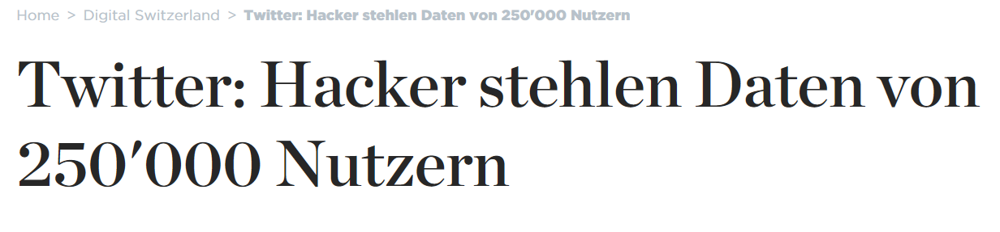 Home > Digital Switzerland > Twitter: Hacker stehlen Daten von 250'000 Nutzern
Twitter: Hacker stehlen Daten von
250′000 Nutzern